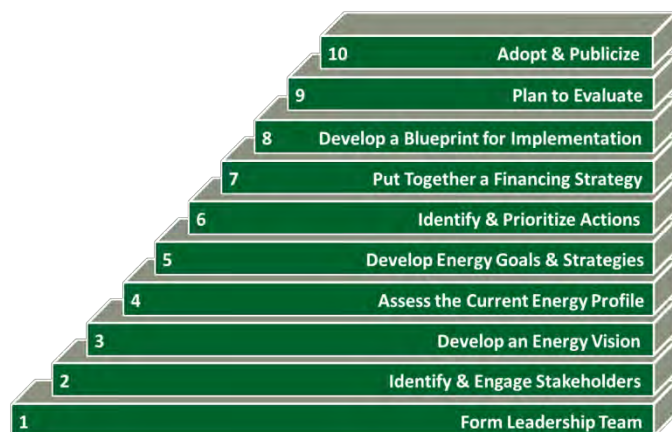 10 Adopt & Publicize
9 Plan to Evaluate
8 Develop a Blueprint for Implementation
7 Put Together a Financing Strategy
6 Identify & Prioritize Actions
5 Develop Energy Goals & Strategies
4 Assess the Current Energy Profile
3 Develop an Energy Vision
2 Identify & Engage Stakeholders
1 Form Leadership Team